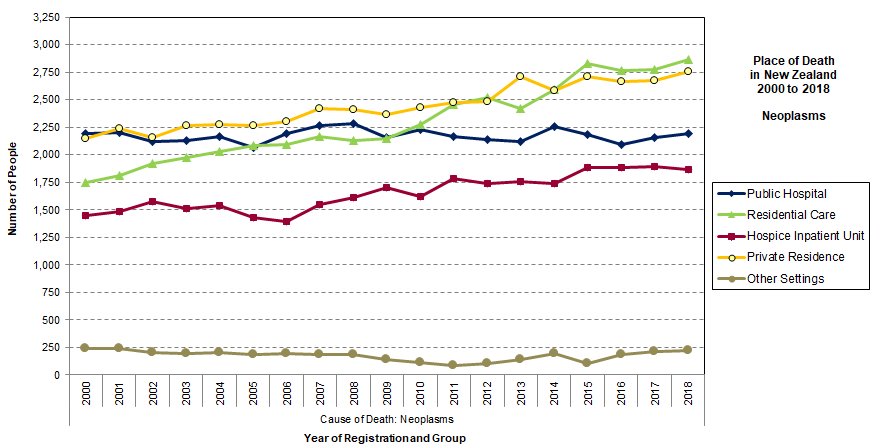 3,250
3,000
2,750
2,500
2,250
2,000
1,750
1,500
1,250
1,000
750
500
250
0
Number of People
2000 2001 2002 2003 2004 2005 2006 2007 2008 2009 2010 2011 2012 2013 2014 2015 2016 2017 2018
Cause of Death: Neoplasms
Year of Registration and Group
Place of Death
in New Zealand
2000 to 2018
Neoplasms
Public Hospital
Residential Care
Hospice Inpatient Unit
Private Residence
Other Settings